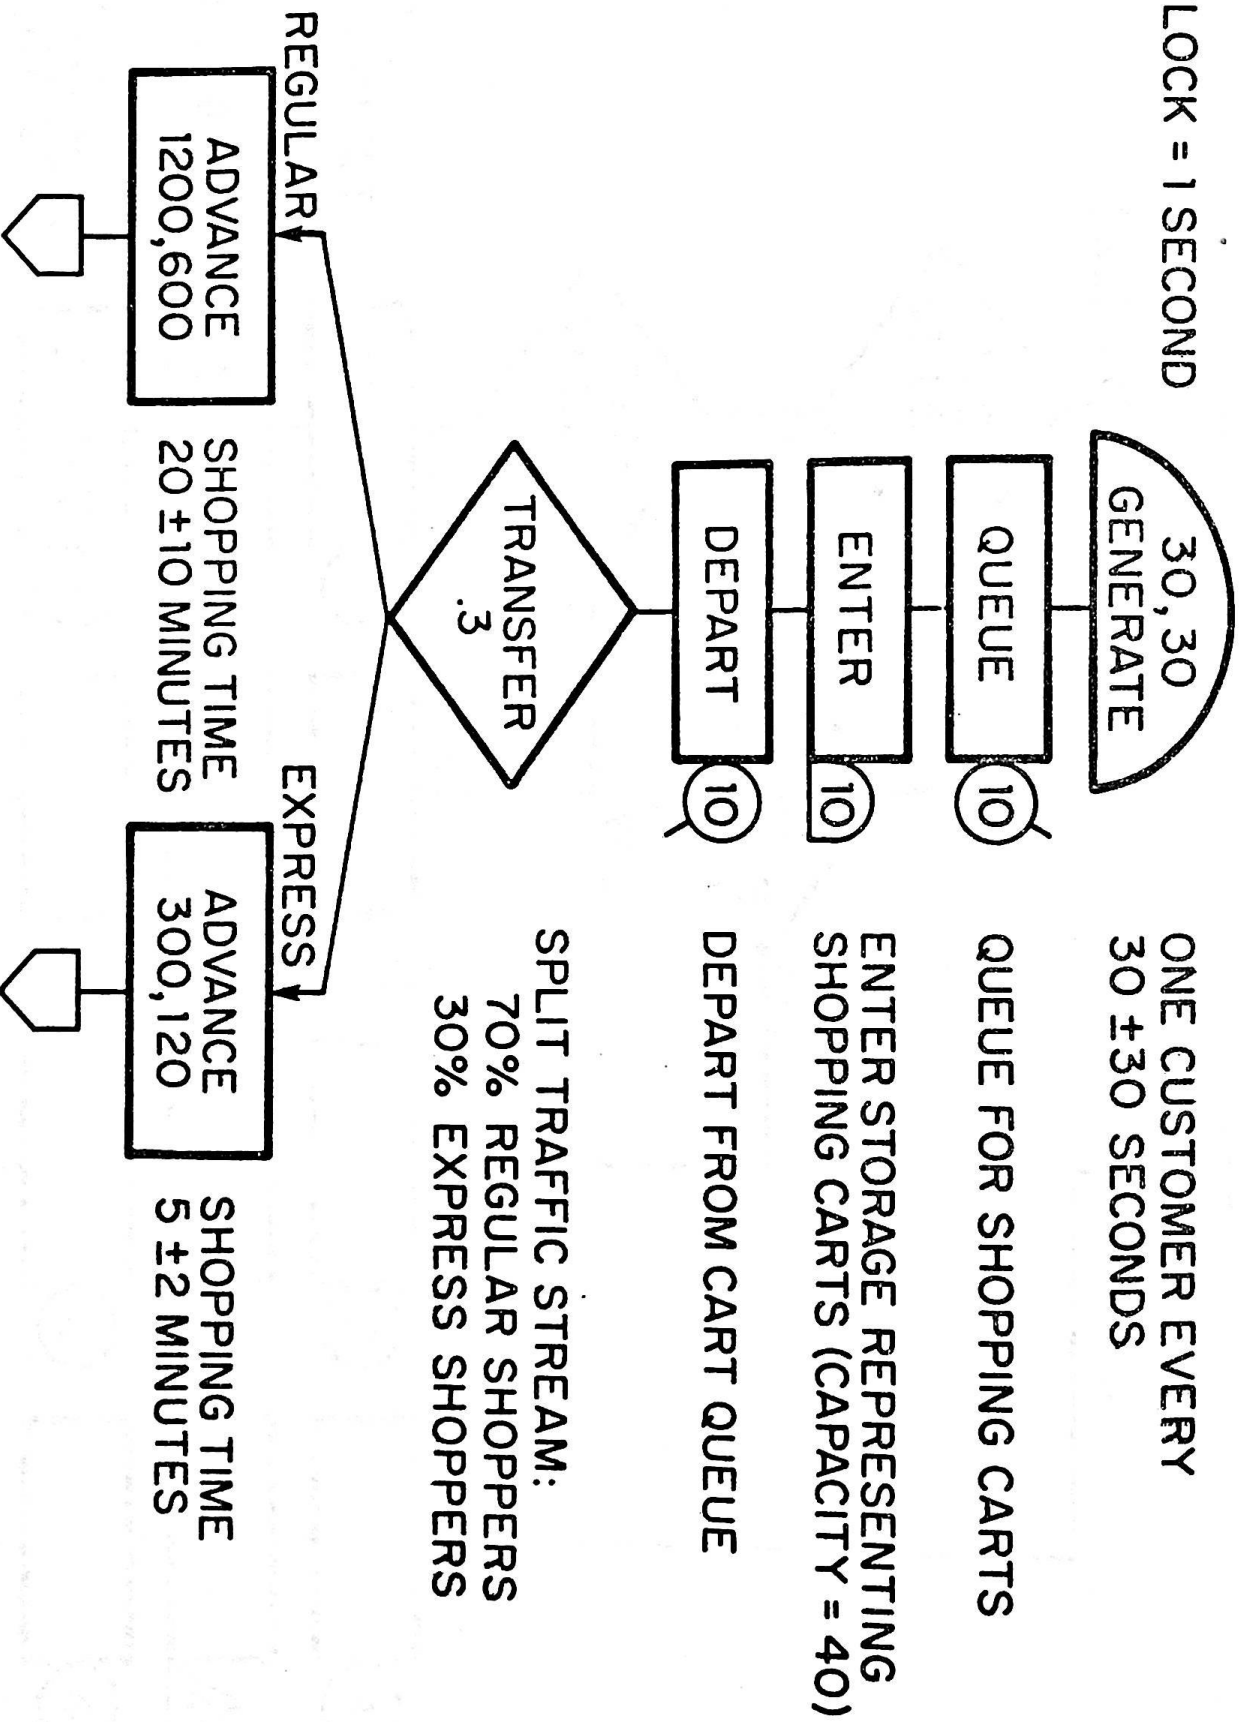 LOCK = 1 SECOND
30,30
GENERATE
ONE CUSTOMER EVERY
30 ±30 SECONDS
QUEUE
10
QUEUE FOR SHOPPING CARTS
ENTER
10
ENTER STORAGE REPRESENTING
SHOPPING CARTS (CAPACITY = 40)
DEPART
10
DEPART FROM CART QUEUE
TRANSFER
.3
SPLIT TRAFFIC STREAM:
70% REGULAR SHOPPERS
30% EXPRESS SHOPPERS
REGULAR
EXPRESS
ADVANCE
1200,600
SHOPPING TIME
20 ±10 MINUTES
ADVANCE
300,120
SHOPPING TIME
5 ±2 MINUTES